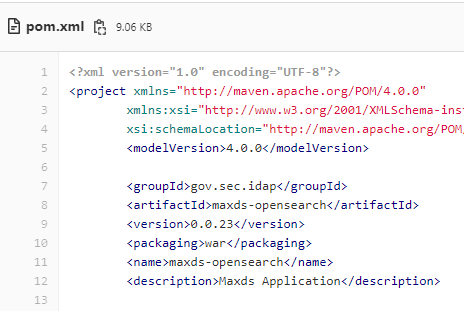 pom.xml 9.06 KB
1 <?xml version="1.0" encoding="UTF-8"?>
2 <project xmlns="http://maven.apache.org/POM/4.0.0"
3 xmlns:xsi="http://www.w3.org/2001/XMLSchema-ins
4 xsi:schemaLocation="http://maven.apache.org/POM/
5 <modelVersion>4.0.0</modelVersion>
6
7 <groupId>gov.sec.idap</groupId>
8 <artifactId>maxds-opensearch</artifactId>
9 <version>0.0.23</version>
10 <packaging>war</packaging>
11 <name>maxds-opensearch</name>
12 <description>Maxds Application</description>
13